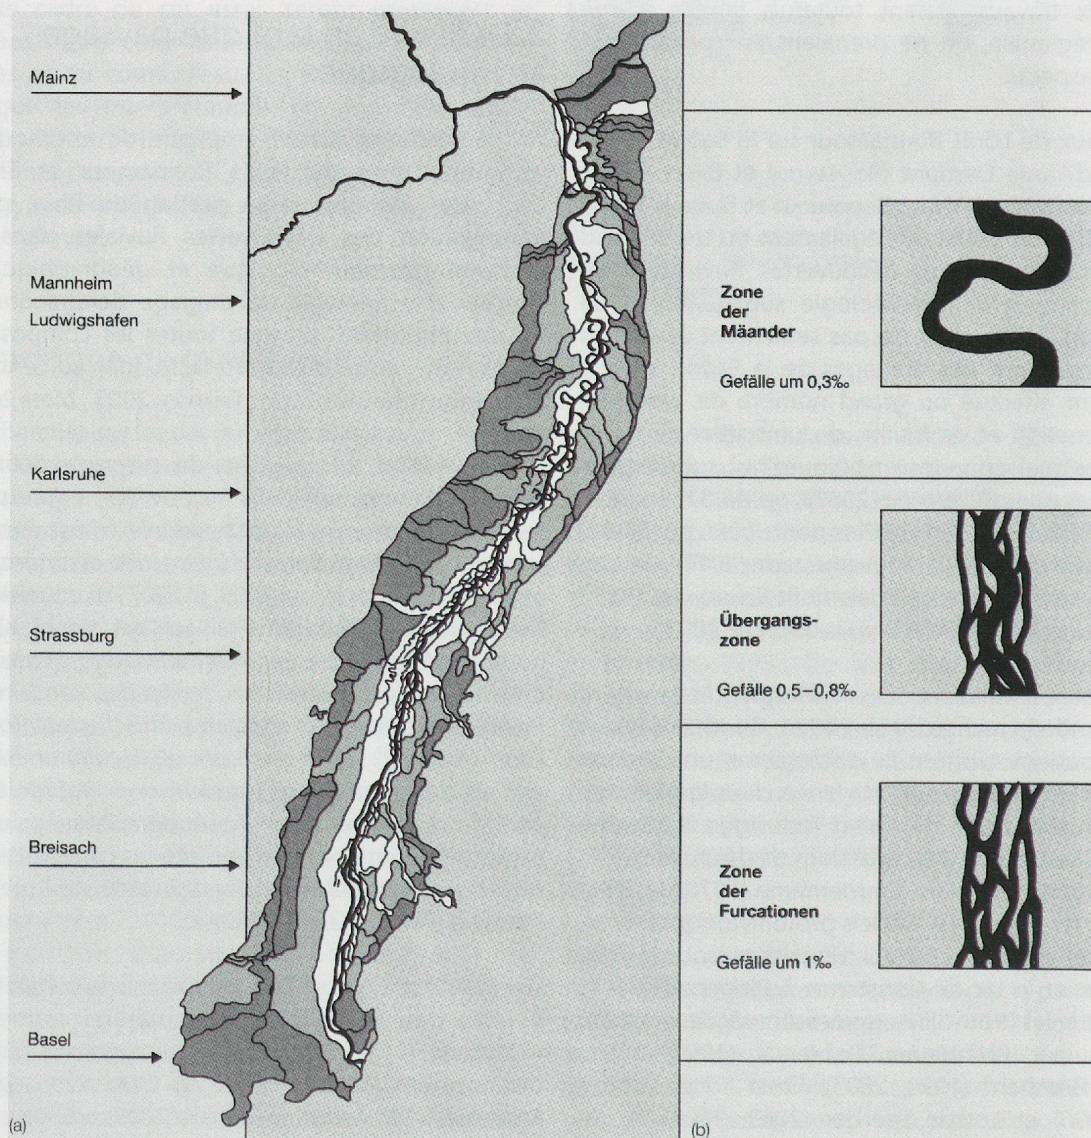 Mainz
Mannheim
Ludwigshafen
Karlsruhe
Strassburg
Breisach
Basel
(a)
Zone
der
Mäander
Gefälle um 0,3‰
Übergangs-
zone
Gefälle 0,5–0,8‰
Zone
der
Furcationen
Gefälle um 1‰
(b)